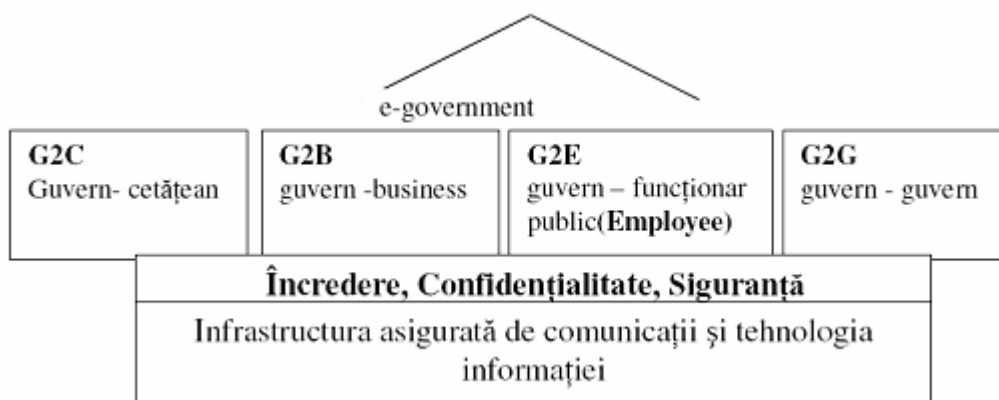 e-government
G2C
Guvern- cetățean
G2B
guvern -business
G2E
guvern – funcționar
public(Employee)
G2G
guvern - guvern
Încredere, Confidențialitate, Siguranță
Infrastructura asigurată de comunicații și tehnologia
informației